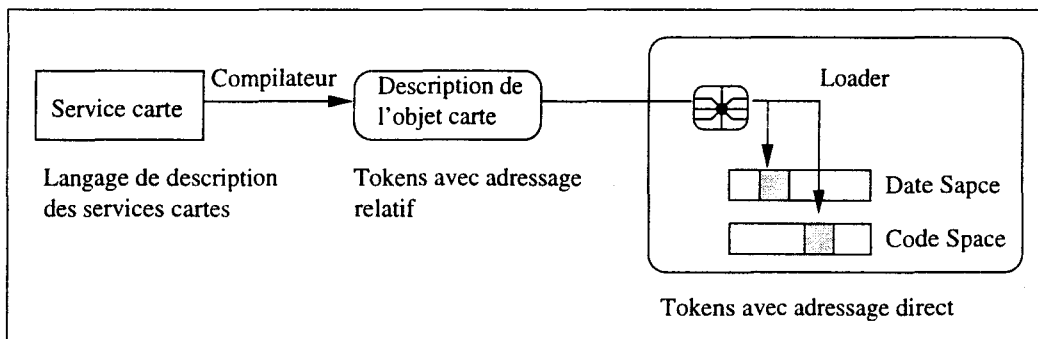 Service carte
Compilateur
Description de
l'objet carte
Loader
Langage de description
des services cartes
Tokens avec adressage
relatif
Date Sapce
Code Space
Tokens avec adressage direct